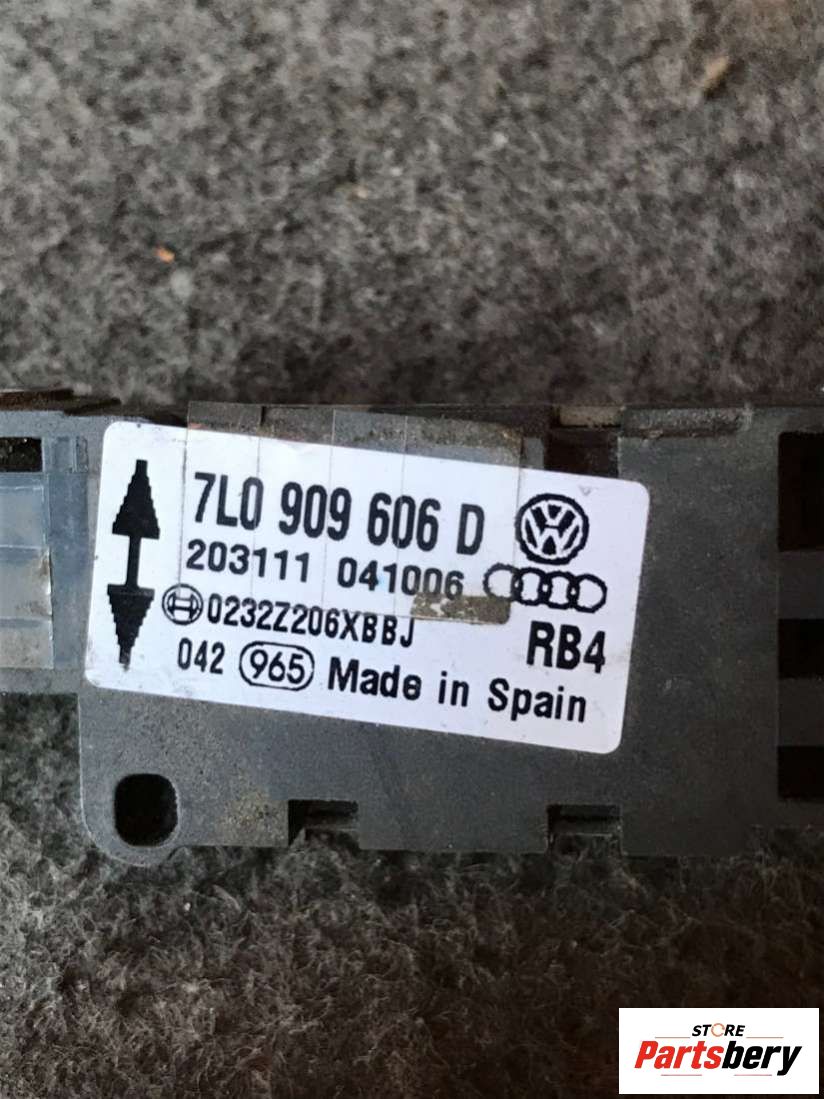 7L0 909 606 D
203111 041006
0232Z206XBBJ
RB4
042 965 Made in Spain
STORE
Partsbery